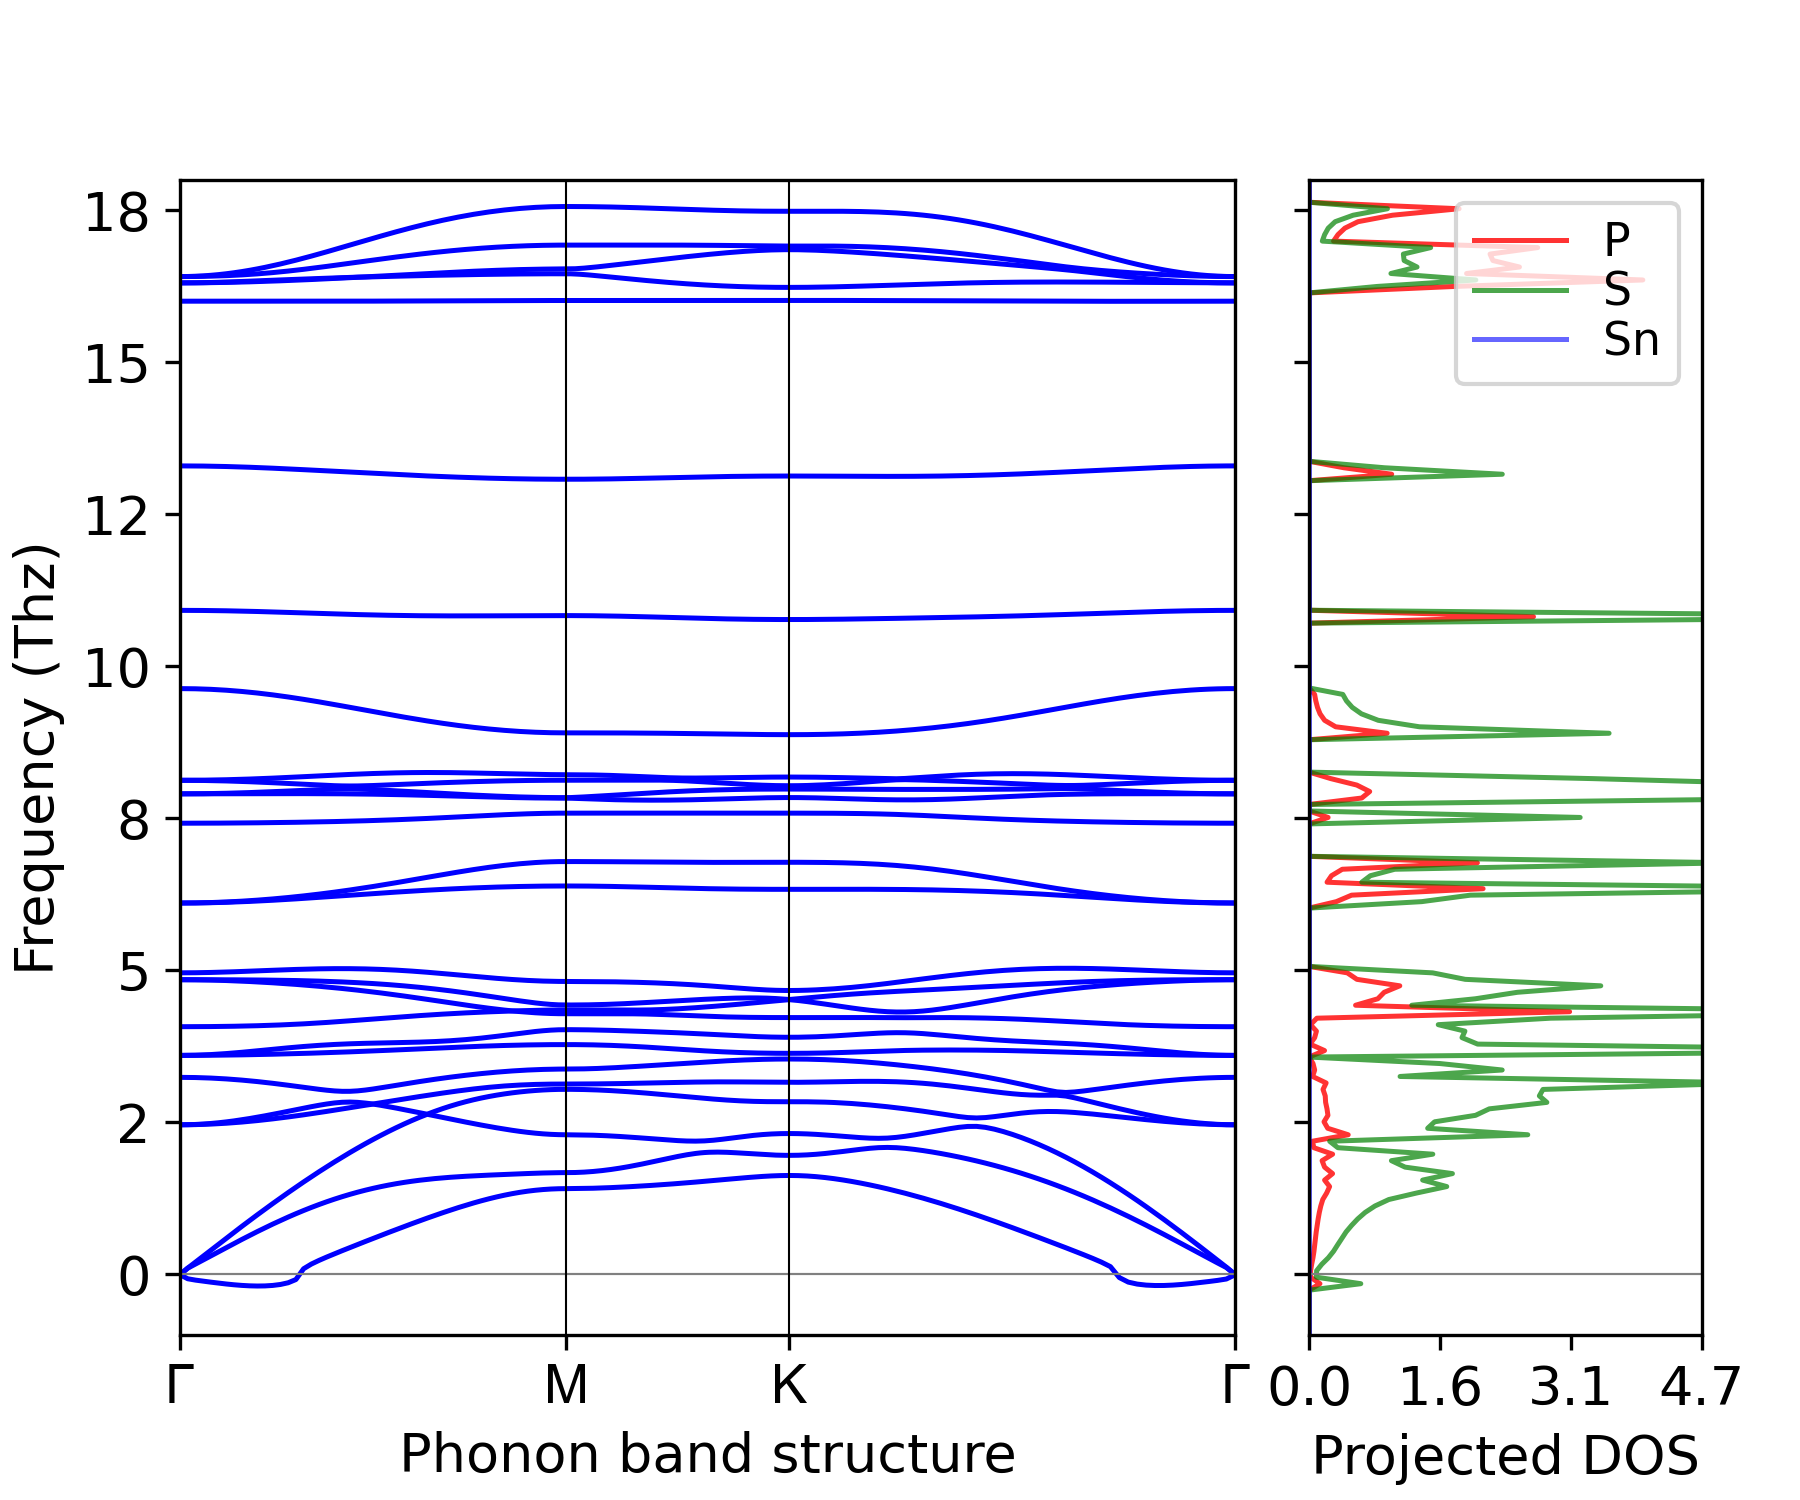 18
15
12
10
8
5
2
0
Frequency (Thz)
Γ M K Γ
Phonon band structure
P
S
Sn
0.0 1.6 3.1 4.7
Projected DOS